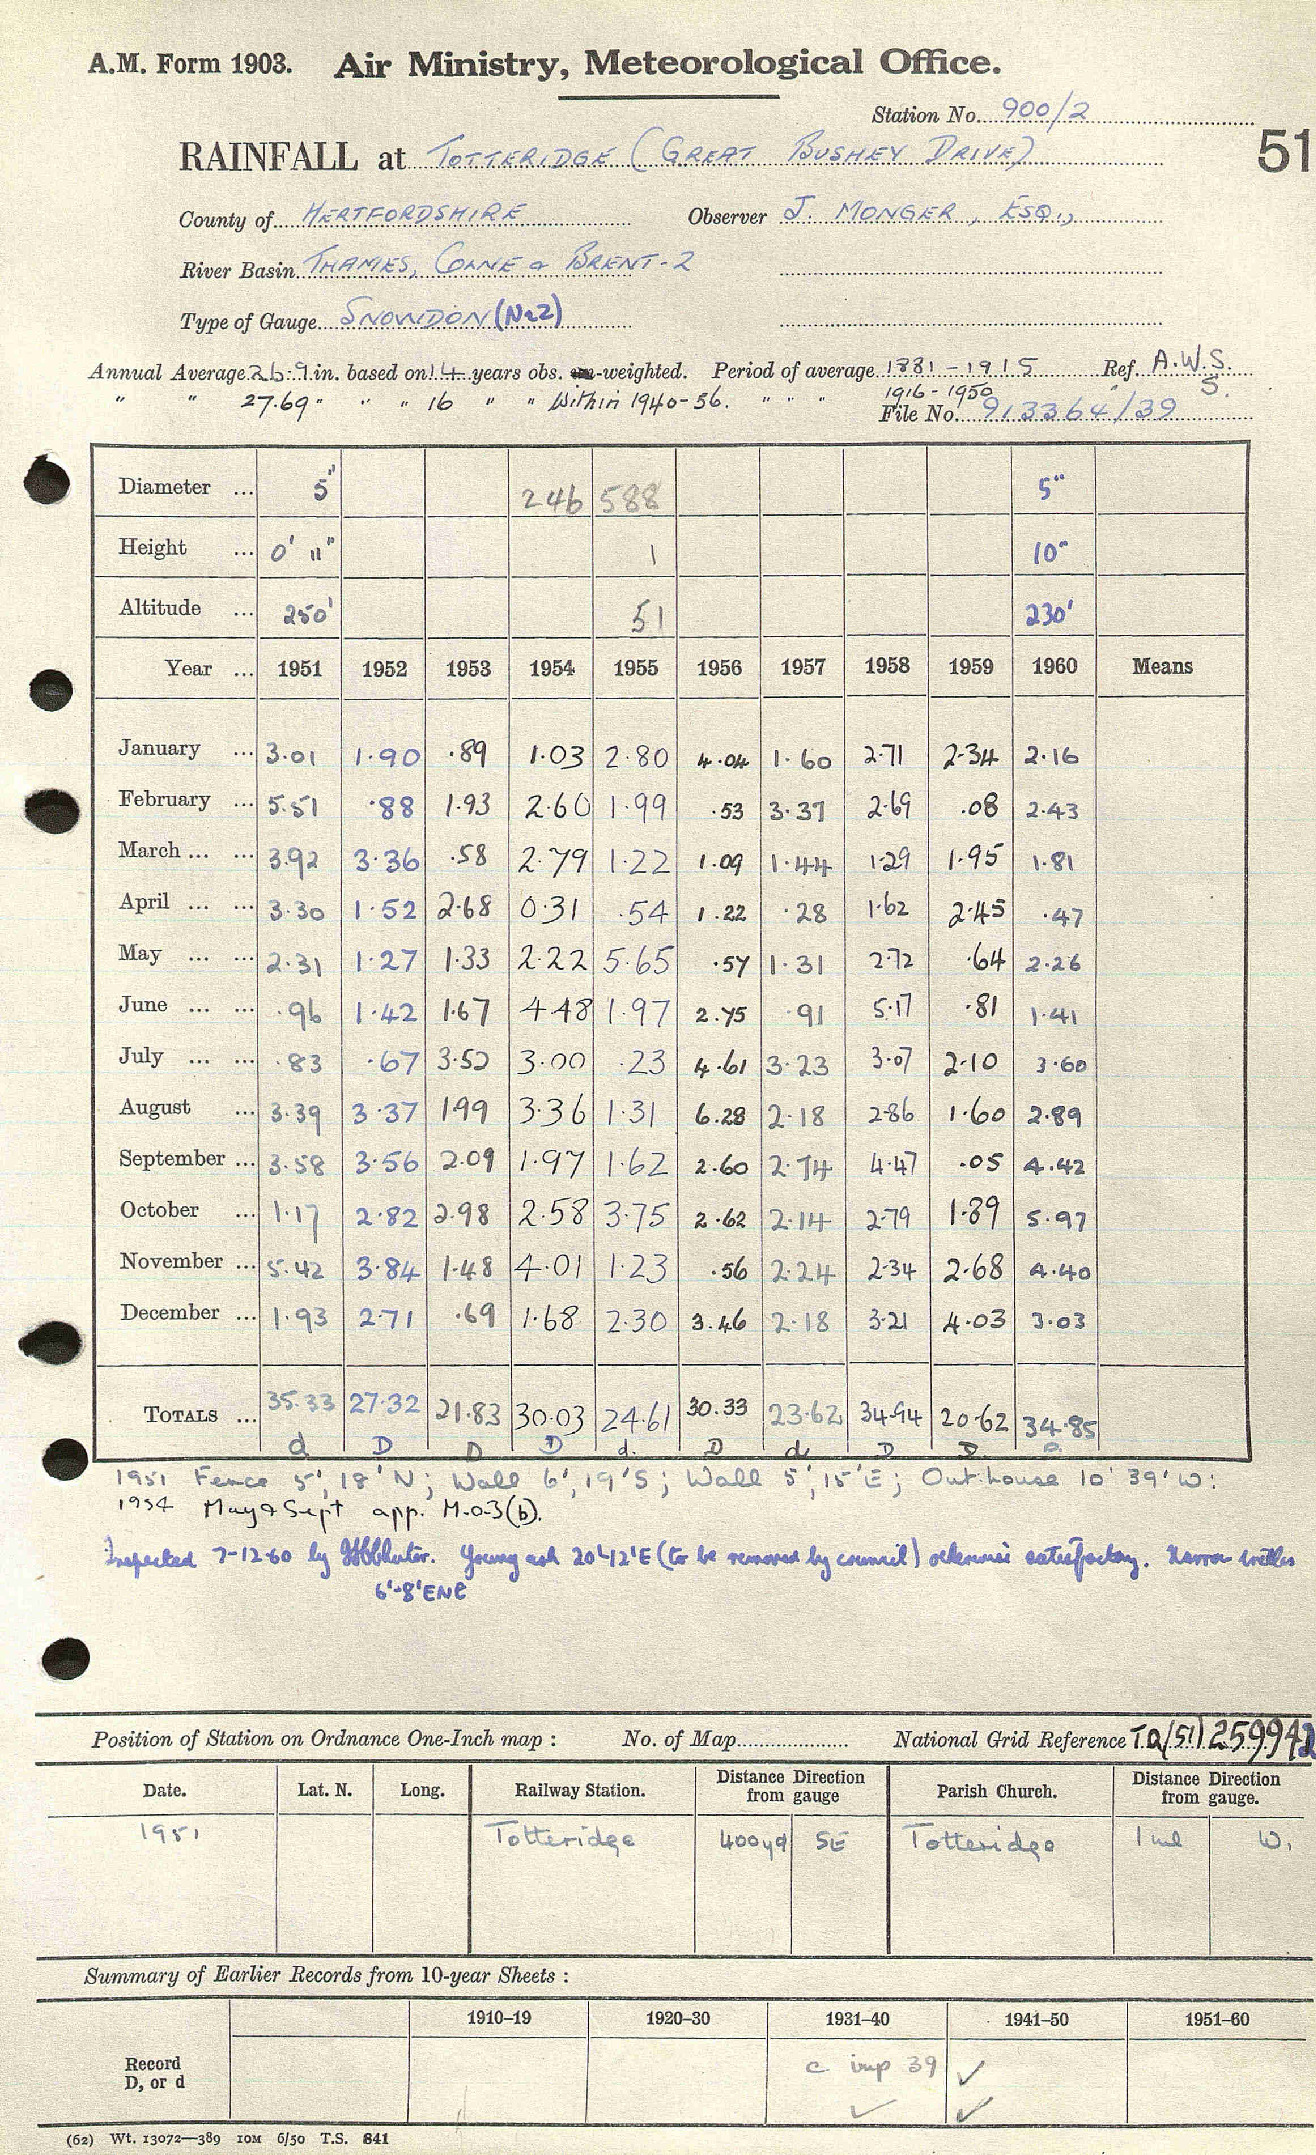 A.M. Form 1903. Air Ministry, Meteorological Office.
Station No. 900/2
51
RAINFALL at TOTTERIDGE (GREAT BUSHEY DRIVE)
County of HERTFORDSHIRE Observer J. MONGER, ESQ.,
River Basin THAMES, COLNE & BRENT-2
Type of Gauge SNOWDON (No2)
Annual Average 26.9 in. based on 14 years obs. -weighted. Period of average 1881-1915 Ref. A.W.S.
" " 27.69 " " " 16 " " Within 1940-56. " " " 1916-1950 " S.
File No. 913364/39
Diameter ... 5" 246 588 5"
Height ... 0' 11" 1 10"
Altitude ... 250' 51 230'
Year ... 1951 1952 1953 1954 1955 1956 1957 1958 1959 1960 Means
January ... 3.01 1.90 .89 1.03 2.80 4.04 1.60 2.71 2.34 2.16
February ... 5.51 .88 1.93 2.60 1.99 .53 3.37 2.69 .08 2.43
March ... ... 3.92 3.36 .58 2.79 1.22 1.09 1.44 1.29 1.95 1.81
April ... ... 3.30 1.52 2.68 0.31 .54 1.22 .28 1.62 2.45 .47
May ... ... 2.31 1.27 1.33 2.22 5.65 .57 1.31 2.72 .64 2.26
June ... ... .96 1.42 1.67 4.48 1.97 2.75 .91 5.17 .81 1.41
July ... ... .83 .67 3.52 3.00 .23 4.61 3.23 3.07 2.10 3.60
August ... 3.39 3.37 1.99 3.36 1.31 6.28 2.18 2.86 1.60 2.89
September ... 3.58 3.56 2.09 1.97 1.62 2.60 2.74 4.47 .05 4.42
October ... 1.17 2.82 2.98 2.58 3.75 2.62 2.14 2.79 1.89 5.97
November ... 5.42 3.84 1.48 4.01 1.23 .56 2.24 2.34 2.68 4.40
December ... 1.93 2.71 .69 1.68 2.30 3.46 2.18 3.21 4.03 3.03
TOTALS ... 35.33 27.32 21.83 30.03 24.61 30.33 23.62 34.94 20.62 34.85
d D D D d. D d. D D
1951 Fence 5', 18'N; Wall 6', 19'S; Wall 5', 15'E; Outhouse 10' 39'W:
1954 May & Sept app. M.O.3(b).
Inspected 7-12-60 by Young ash 20' 12'E (to be removed by council) otherwise satisfactory.
6'-8'ENE
Position of Station on Ordnance One-Inch map : No. of Map National Grid Reference TQ/(51) 259942
Date. Lat. N. Long. Railway Station. Distance Direction from gauge Parish Church. Distance Direction from gauge.
1951 Totteridge 400yd SE Totteridge 1 ml W.
Summary of Earlier Records from 10-year Sheets :
1910–19 1920–30 1931–40 1941–50 1951–60
Record D, or d c. imp 39 ✓
✓ ✓
(62) Wt. 13072—389 10M 6/50 T.S. 841